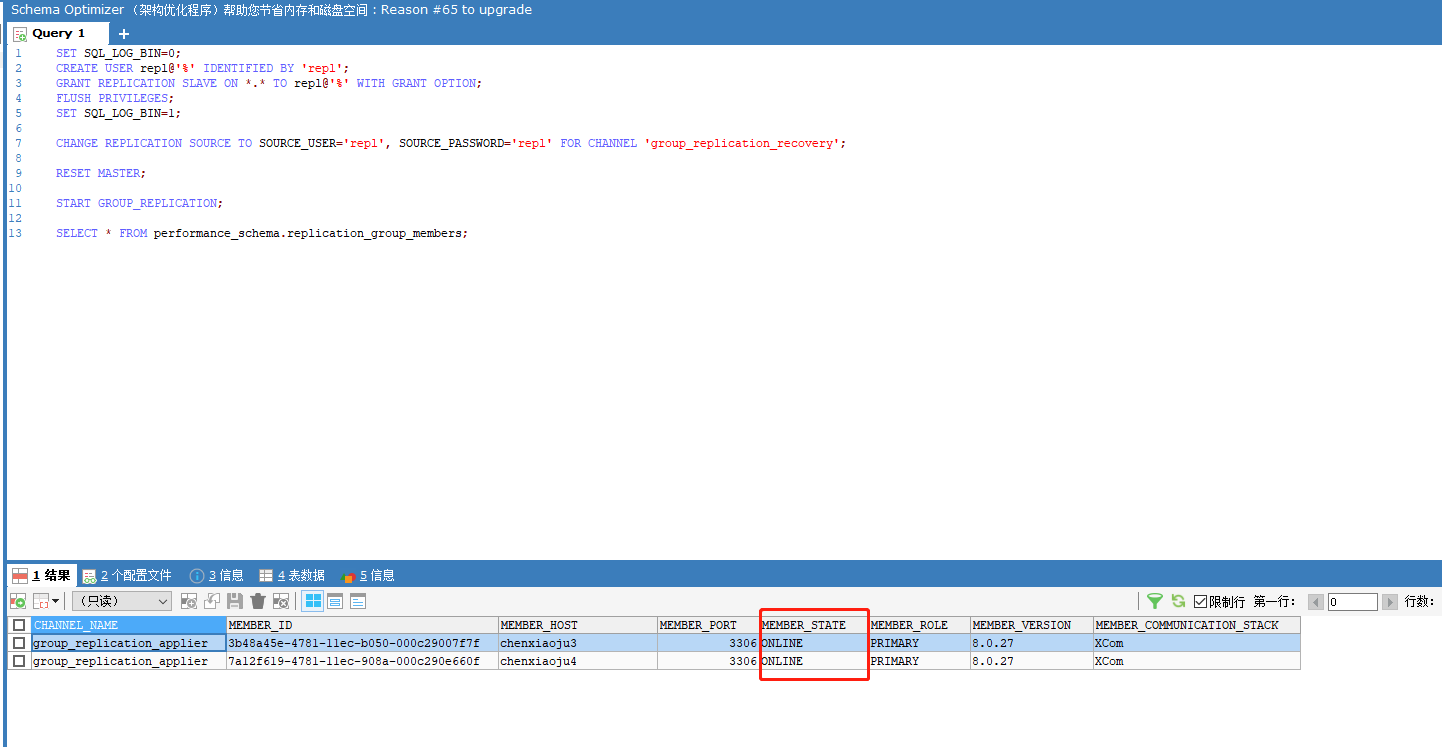 Schema Optimizer （架构优化程序）帮助您节省内存和磁盘空间：Reason #65 to upgrade
Query 1 +
1 SET SQL_LOG_BIN=0;
2 CREATE USER repl@'%' IDENTIFIED BY 'repl';
3 GRANT REPLICATION SLAVE ON *.* TO repl@'%' WITH GRANT OPTION;
4 FLUSH PRIVILEGES;
5 SET SQL_LOG_BIN=1;
6
7 CHANGE REPLICATION SOURCE TO SOURCE_USER='repl', SOURCE_PASSWORD='repl' FOR CHANNEL 'group_replication_recovery';
8
9 RESET MASTER;
10
11 START GROUP_REPLICATION;
12
13 SELECT * FROM performance_schema.replication_group_members;
1 结果 2 个配置文件 3 信息 4 表数据 5 信息
（只读） 限制行 第一行： 0 行数：
CHANNEL_NAME MEMBER_ID MEMBER_HOST MEMBER_PORT MEMBER_STATE MEMBER_ROLE MEMBER_VERSION MEMBER_COMMUNICATION_STACK
group_replication_applier 3b48a45e-4781-11ec-b050-000c29007f7f chenxiaoju3 3306 ONLINE PRIMARY 8.0.27 XCom
group_replication_applier 7a12f619-4781-11ec-908a-000c290e660f chenxiaoju4 3306 ONLINE PRIMARY 8.0.27 XCom